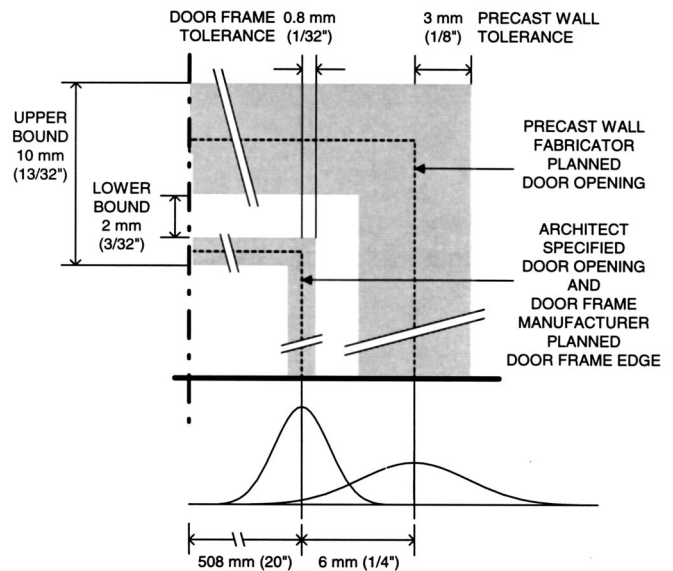 DOOR FRAME
TOLERANCE
0.8 mm
(1/32")
3 mm
(1/8")
PRECAST WALL
TOLERANCE
UPPER
BOUND
10 mm
(13/32")
LOWER
BOUND
2 mm
(3/32")
PRECAST WALL
FABRICATOR
PLANNED
DOOR OPENING
ARCHITECT
SPECIFIED
DOOR OPENING
AND
DOOR FRAME
MANUFACTURER
PLANNED
DOOR FRAME EDGE
508 mm (20")
6 mm (1/4")